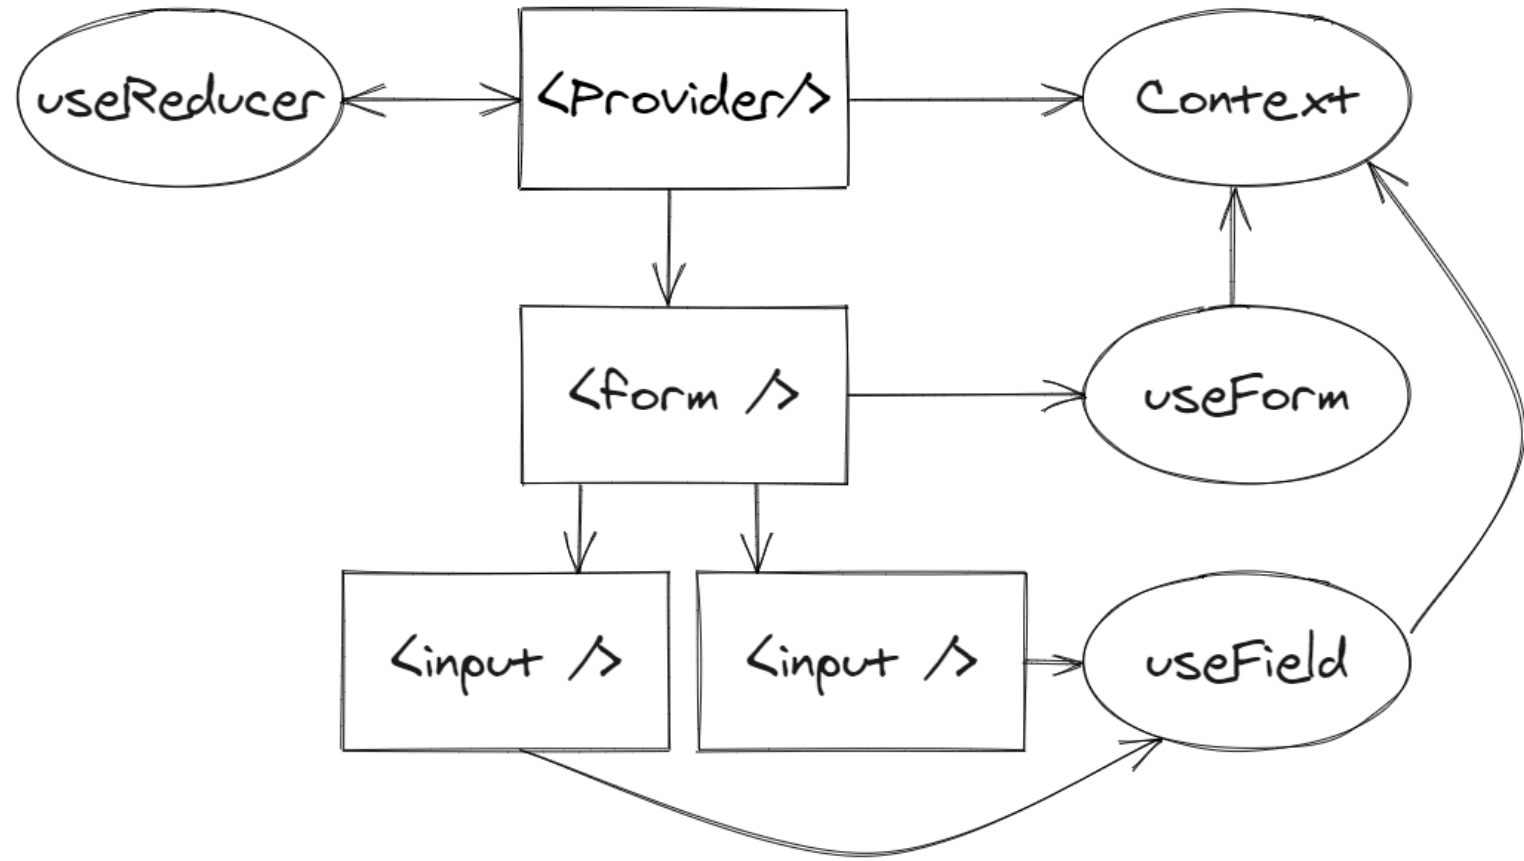 useReducer
<Provider/>
Context
<form />
useForm
<input />
<input />
useField